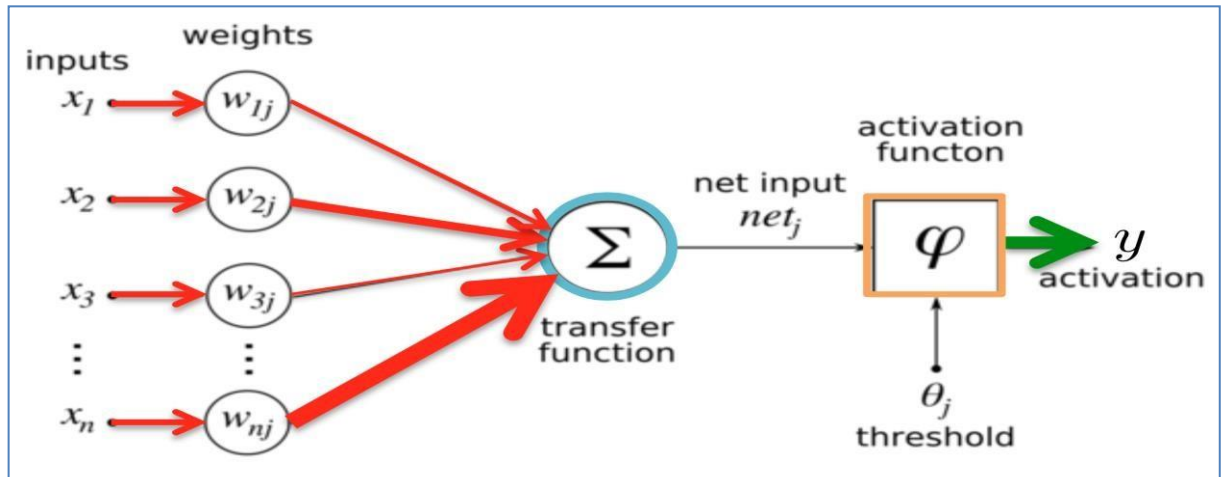 weights
inputs
x₁
w₁ⱼ
activation
functon
x₂
w₂ⱼ
net input
netⱼ
Σ
φ
y
activation
x₃
w₃ⱼ
transfer
function
⋮
⋮
θⱼ
threshold
xₙ
wₙⱼ